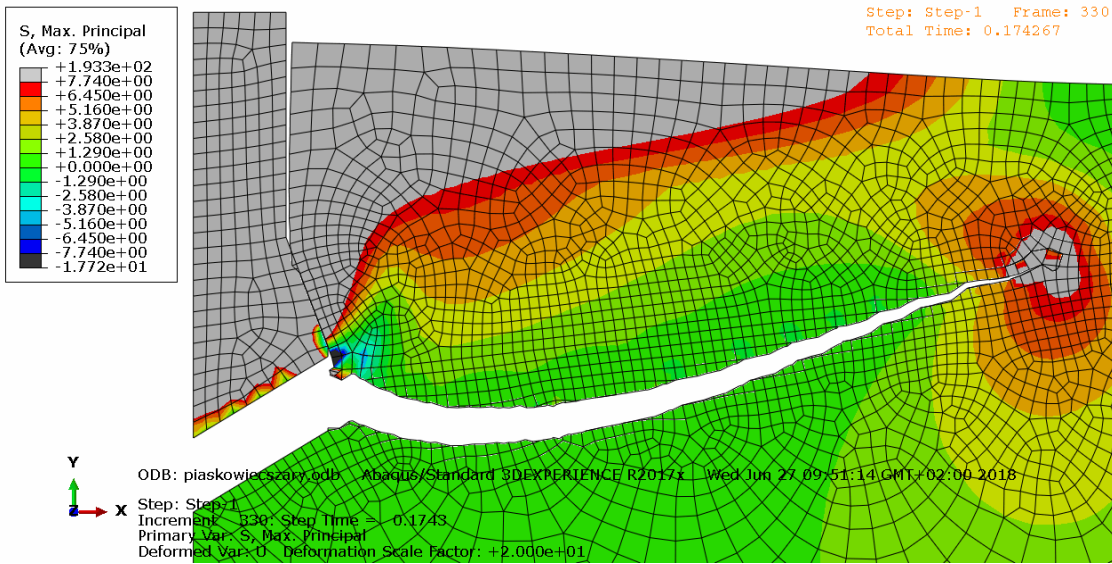 S, Max. Principal
(Avg: 75%)
+1.933e+02
+7.740e+00
+6.450e+00
+5.160e+00
+3.870e+00
+2.580e+00
+1.290e+00
+0.000e+00
-1.290e+00
-2.580e+00
-3.870e+00
-5.160e+00
-6.450e+00
-7.740e+00
-1.772e+01
Step: Step-1 Frame: 330
Total Time: 0.174267
Y
X
ODB: piaskowiecszary.odb Abaqus/Standard 3DEXPERIENCE R2017x Wed Jun 27 09:51:14 GMT+02:00 2018
Step: Step-1
Increment 330: Step Time = 0.1743
Primary Var: S, Max. Principal
Deformed Var: U Deformation Scale Factor: +2.000e+01